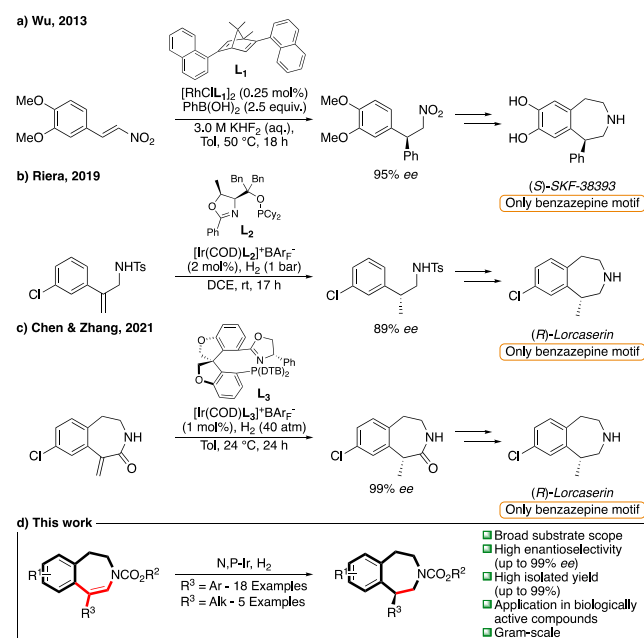 a) Wu, 2013
L1
[RhClL1]2 (0.25 mol%)
PhB(OH)2 (2.5 equiv.)
3.0 M KHF2 (aq.),
Tol, 50 °C, 18 h
MeO
MeO
NO2
MeO
MeO
NO2
Ph
95% ee
HO
HO
NH
Ph
(S)-SKF-38393
Only benzazepine motif
b) Riera, 2019
Bn
Bn
O
N
O
PCy2
Ph
L2
[Ir(COD)L2]+BArF-
(2 mol%), H2 (1 bar)
DCE, rt, 17 h
NHTs
Cl
NHTs
Cl
89% ee
NH
Cl
(R)-Lorcaserin
Only benzazepine motif
c) Chen & Zhang, 2021
O
O
N
Ph
O
P(DTB)2
L3
[Ir(COD)L3]+BArF-
(1 mol%), H2 (40 atm)
Tol, 24 °C, 24 h
NH
Cl
O
NH
Cl
O
99% ee
NH
Cl
(R)-Lorcaserin
Only benzazepine motif
d) This work
R1
NCO2R2
R3
N,P-Ir, H2
R3 = Ar - 18 Examples
R3 = Alk - 5 Examples
R1
NCO2R2
R3
Broad substrate scope
High enantioselectivity
(up to 99% ee)
High isolated yield
(up to 99%)
Application in biologically
active compounds
Gram-scale